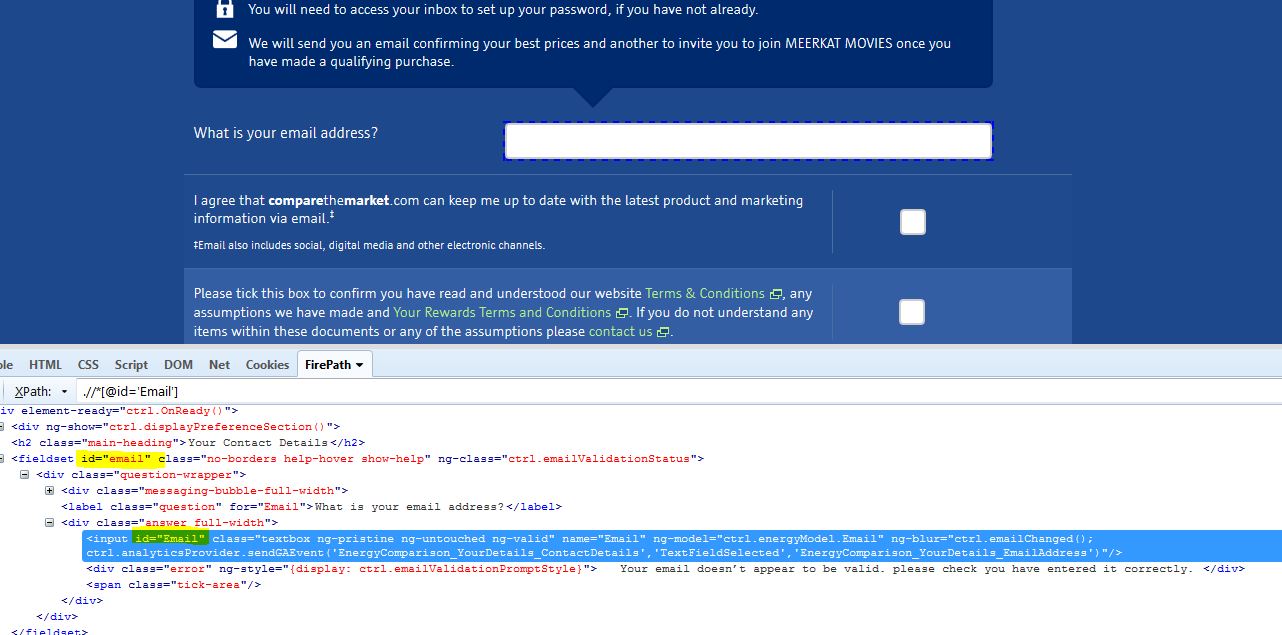 You will need to access your inbox to set up your password, if you have not already.
We will send you an email confirming your best prices and another to invite you to join MEERKAT MOVIES once you
have made a qualifying purchase.
What is your email address?
I agree that comparethemarket.com can keep me up to date with the latest product and marketing
information via email.‡
‡Email also includes social, digital media and other electronic channels.
Please tick this box to confirm you have read and understood our website Terms & Conditions , any
assumptions we have made and Your Rewards Terms and Conditions . If you do not understand any
items within these documents or any of the assumptions please contact us .
ole HTML CSS Script DOM Net Cookies FirePath
XPath: .//*[@id='Email']
iv element-ready="ctrl.OnReady()">
<div ng-show="ctrl.displayPreferenceSection()">
<h2 class="main-heading">Your Contact Details</h2>
<fieldset id="email" class="no-borders help-hover show-help" ng-class="ctrl.emailValidationStatus">
<div class="question-wrapper">
<div class="messaging-bubble-full-width">
<label class="question" for="Email">What is your email address?</label>
<div class="answer full-width">
<input id="Email" class="textbox ng-pristine ng-untouched ng-valid" name="Email" ng-model="ctrl.energyModel.Email" ng-blur="ctrl.emailChanged();
ctrl.analyticsProvider.sendGAEvent('EnergyComparison_YourDetails_ContactDetails','TextFieldSelected','EnergyComparison_YourDetails_EmailAddress')"/>
<div class="error" ng-style="{display: ctrl.emailValidationPromptStyle}"> Your email doesn’t appear to be valid. please check you have entered it correctly. </div>
<span class="tick-area"/>
</div>
</div>
</fieldset>